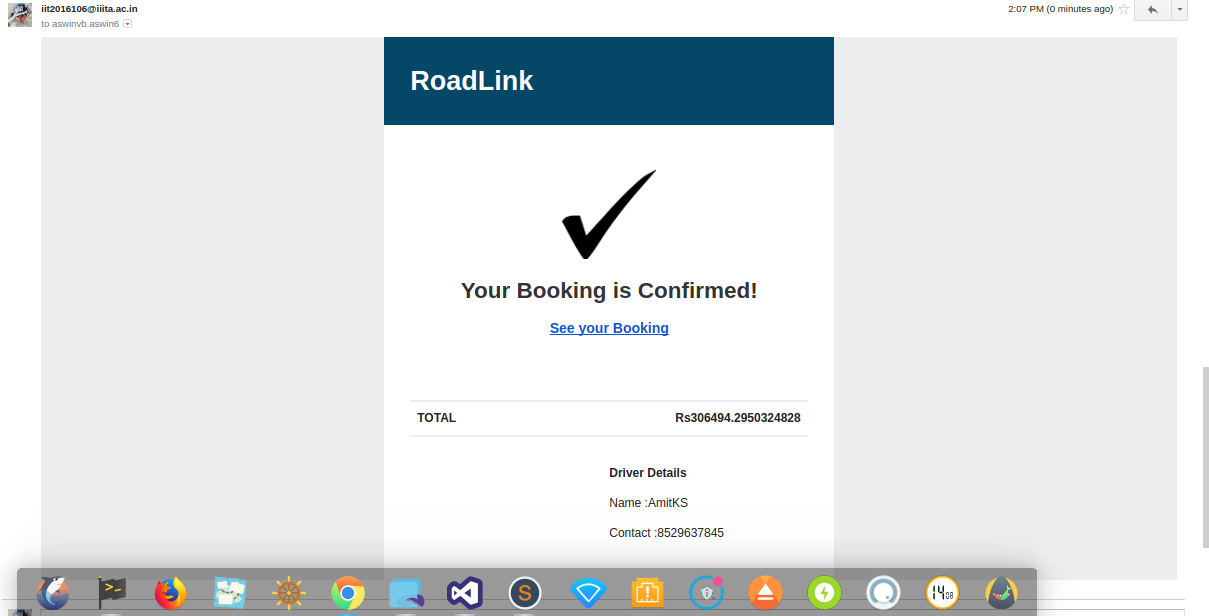 iit2016106@iiita.ac.in
2:07 PM (0 minutes ago)
to aswinvb.aswin6
RoadLink
Your Booking is Confirmed!
See your Booking
TOTAL Rs306494.2950324828
Driver Details
Name :AmitKS
Contact :8529637845
S
14 08